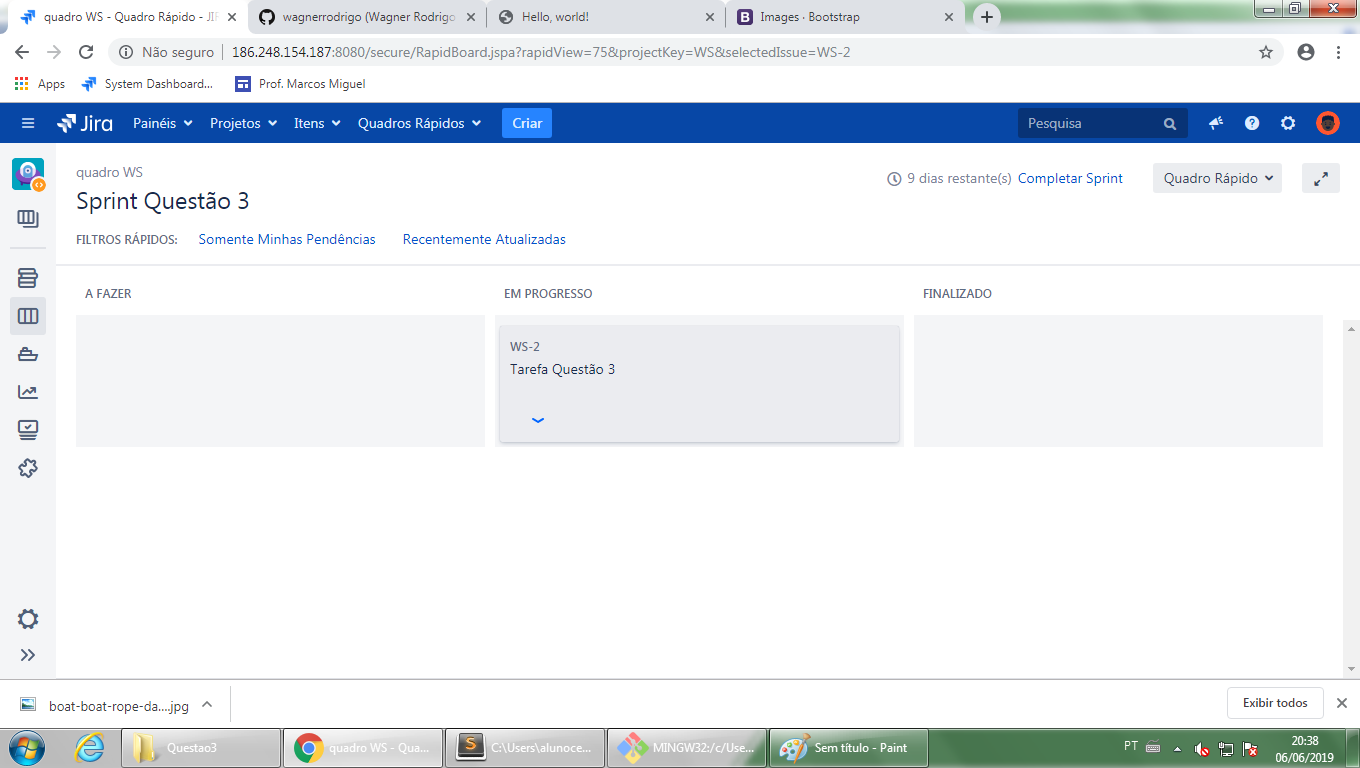 quadro WS - Quadro Rápido - JI
wagnerrodrigo (Wagner Rodrigo
Hello, world!
Images · Bootstrap
Não seguro
186.248.154.187:8080/secure/RapidBoard.jspa?rapidView=75&projectKey=WS&selectedIssue=WS-2
Apps
System Dashboard...
Prof. Marcos Miguel
Jira
Painéis
Projetos
Itens
Quadros Rápidos
Criar
Pesquisa
quadro WS
9 dias restante(s)
Completar Sprint
Quadro Rápido
Sprint Questão 3
FILTROS RÁPIDOS:
Somente Minhas Pendências
Recentemente Atualizadas
A FAZER
EM PROGRESSO
FINALIZADO
WS-2
Tarefa Questão 3
boat-boat-rope-da....jpg
Exibir todos
Questao3
quadro WS - Qua...
C:\Users\alunoce...
MINGW32:/c/Use...
Sem título - Paint
PT
20:38
06/06/2019